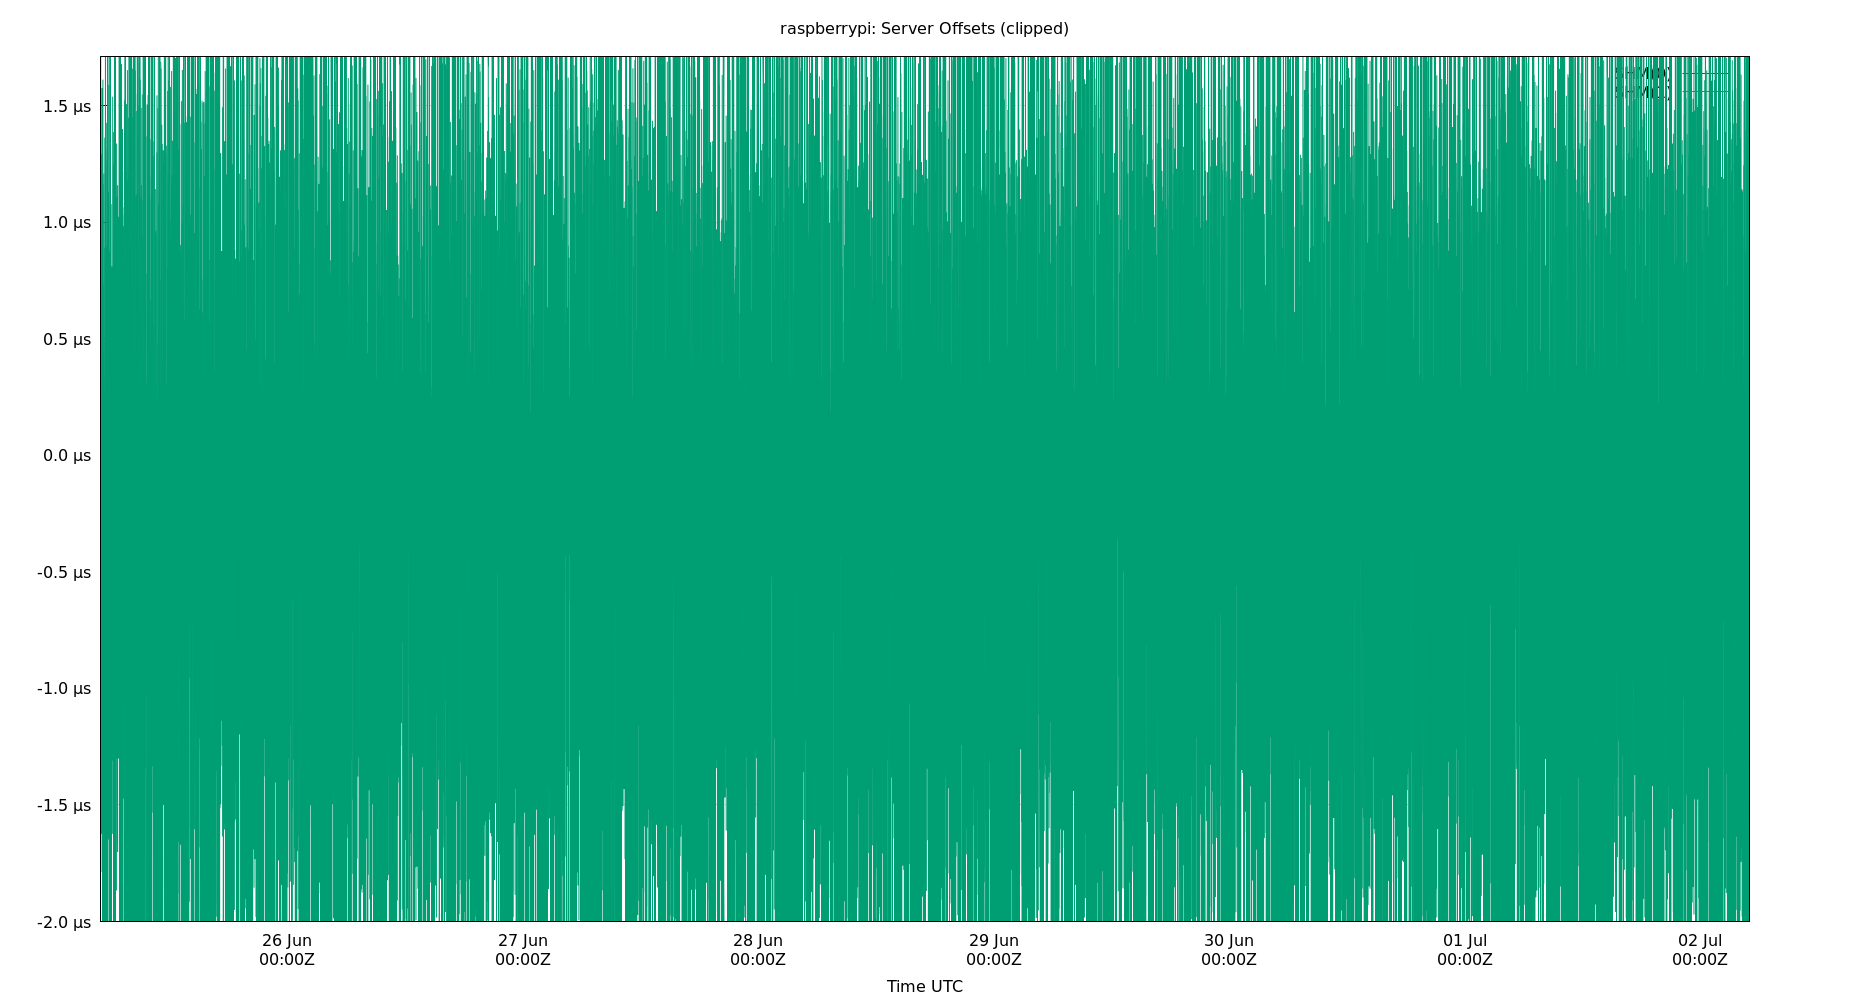 raspberrypi: Server Offsets (clipped)
SHM(0)
1.5 µs
1.0 µs
0.5 µs
0.0 µs
-0.5 µs
-1.0 µs
-1.5 µs
-2.0 µs
26 Jun 27 Jun 28 Jun 29 Jun 30 Jun 01 Jul 02 Jul
00:00Z 00:00Z 00:00Z 00:00Z 00:00Z 00:00Z 00:00Z
Time UTC